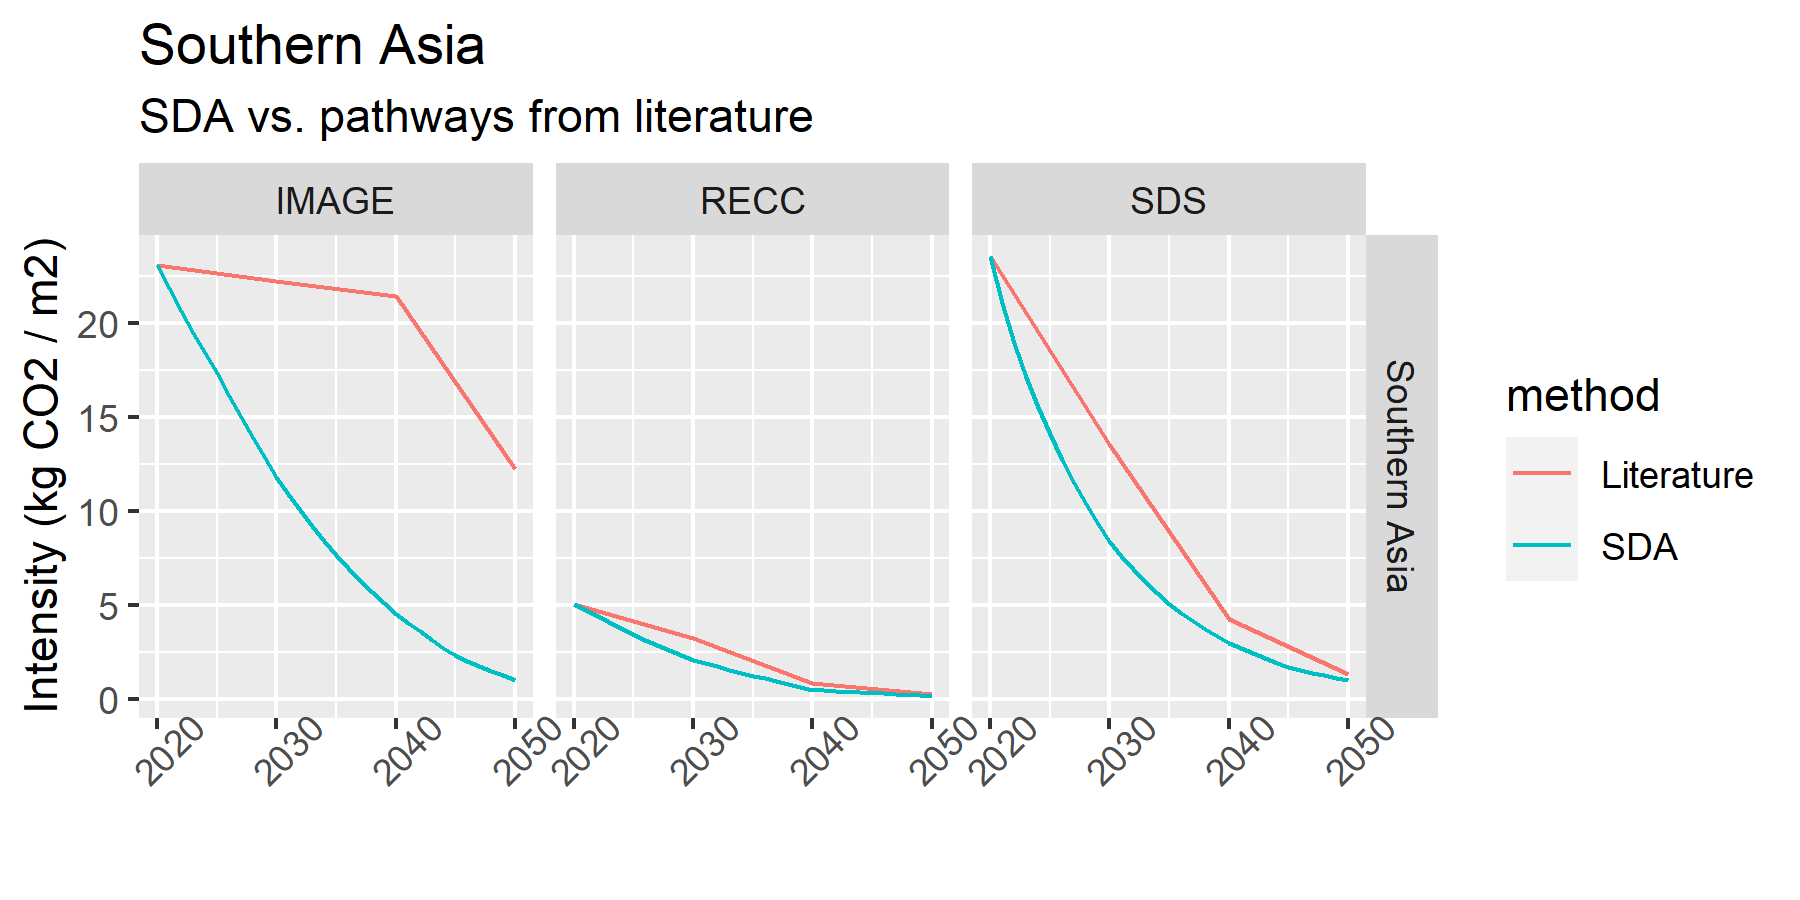 Southern Asia
SDA vs. pathways from literature
IMAGE
RECC
SDS
Southern Asia
Intensity (kg CO2 / m2)
20
15
10
5
0
2020
2030
2040
2050
2020
2030
2040
2050
2020
2030
2040
2050
method
Literature
SDA